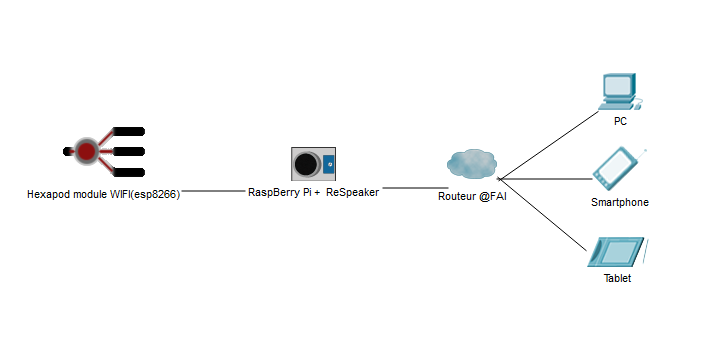 PC
Hexapod module WIFI(esp8266)
RaspBerry Pi + ReSpeaker
Routeur @FAI
Smartphone
Tablet